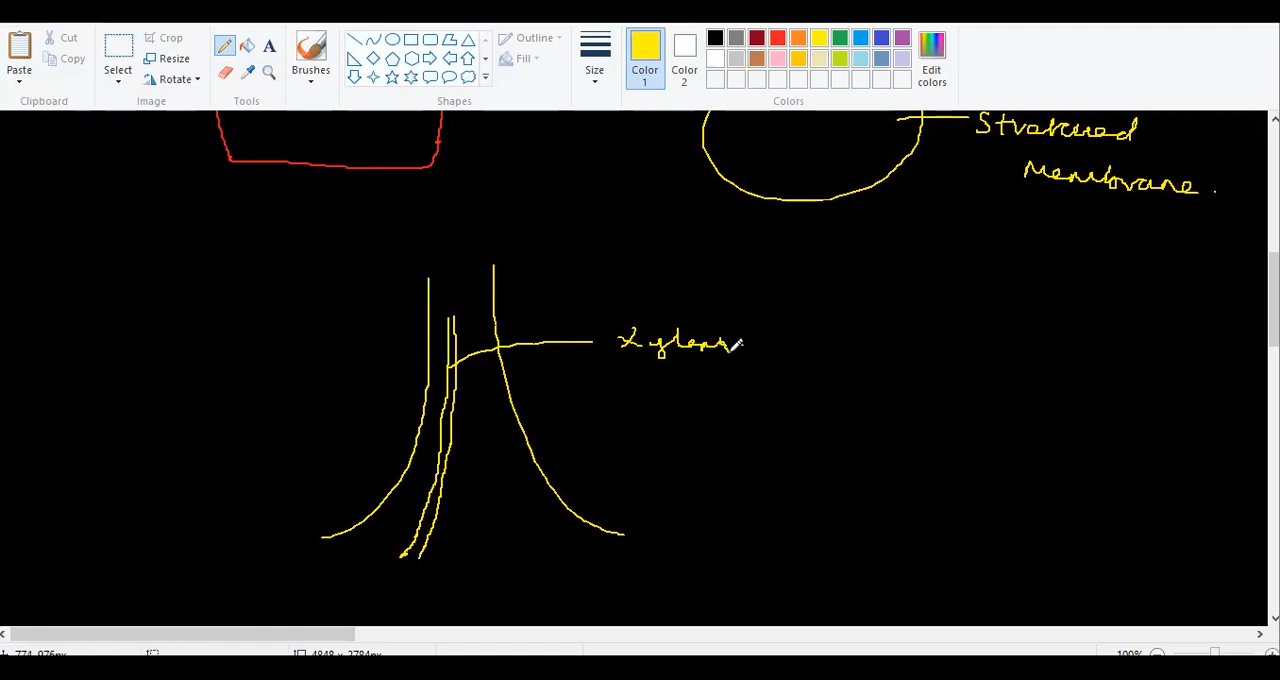 Cut
Copy
Paste
Clipboard
Crop
Resize
Rotate
Select
Image
Tools
Brushes
Outline
Fill
Shapes
Size
Color 1
Color 2
Edit colors
Colors
Membrane.
100%